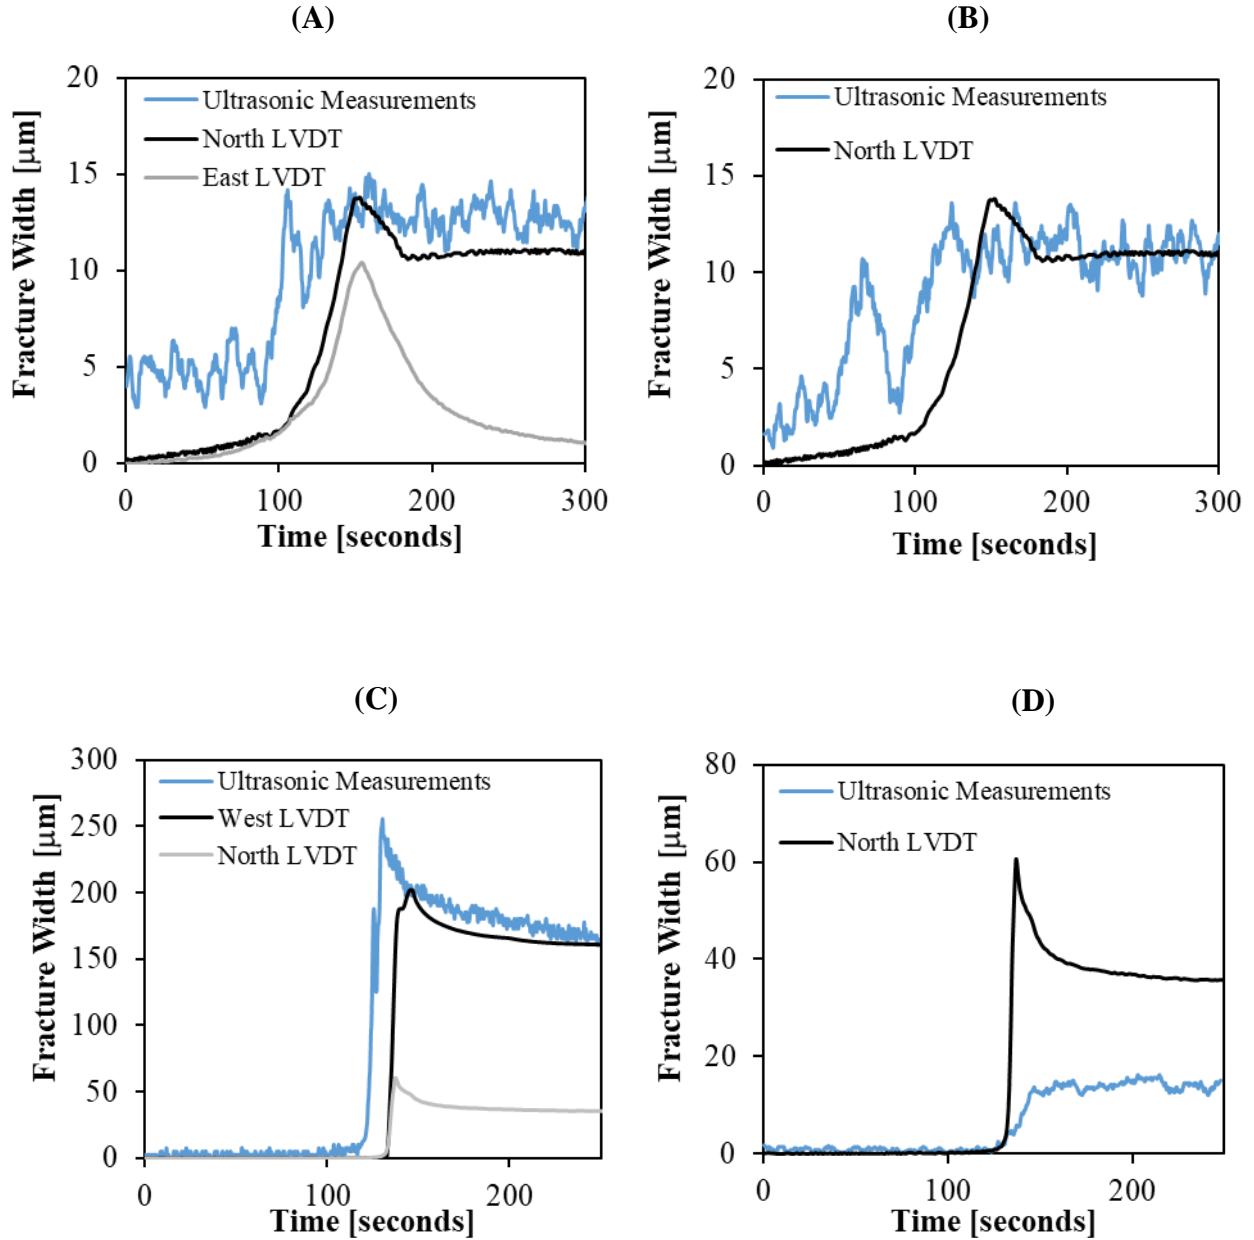 (A)
20
15
10
5
0
Fracture Width [μm]
Ultrasonic Measurements
North LVDT
East LVDT
0 100 200 300
Time [seconds]
(B)
20
15
10
5
0
Fracture Width [μm]
Ultrasonic Measurements
North LVDT
0 100 200 300
Time [seconds]
(C)
300
250
200
150
100
50
0
Fracture Width [μm]
Ultrasonic Measurements
West LVDT
North LVDT
0 100 200
Time [seconds]
(D)
80
60
40
20
0
Fracture Width [μm]
Ultrasonic Measurements
North LVDT
0 100 200
Time [seconds]